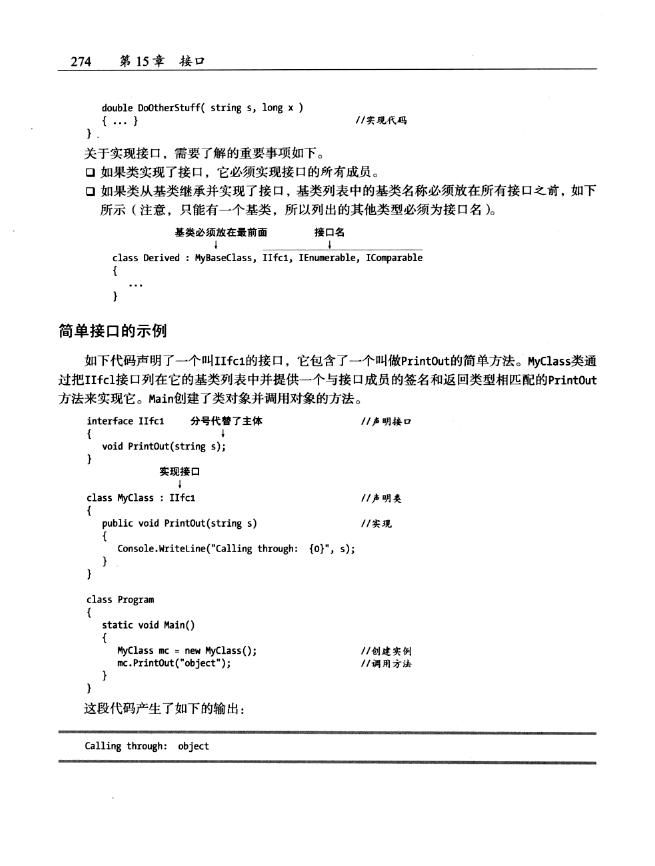 274 第15章 接口
double DoOtherStuff( string s, long x )
{ ... } //实现代码
}
关于实现接口，需要了解的重要事项如下。
❑ 如果类实现了接口，它必须实现接口的所有成员。
❑ 如果类从基类继承并实现了接口，基类列表中的基类名称必须放在所有接口之前，如下
所示（注意，只能有一个基类，所以列出的其他类型必须为接口名）。
基类必须放在最前面 接口名
↓ ↓
class Derived : MyBaseClass, IIfc1, IEnumerable, IComparable
{
...
}
简单接口的示例
如下代码声明了一个叫IIfc1的接口，它包含了一个叫做PrintOut的简单方法。MyClass类通
过把IIfc1接口列在它的基类列表中并提供一个与接口成员的签名和返回类型相匹配的PrintOut
方法来实现它。Main创建了类对象并调用对象的方法。
interface IIfc1 分号代替了主体 //声明接口
{ ↓
void PrintOut(string s);
}
实现接口
↓
class MyClass : IIfc1 //声明类
{
public void PrintOut(string s) //实现
{
Console.WriteLine("Calling through: {0}", s);
}
}
class Program
{
static void Main()
{
MyClass mc = new MyClass(); //创建实例
mc.PrintOut("object"); //调用方法
}
}
这段代码产生了如下的输出：
Calling through: object